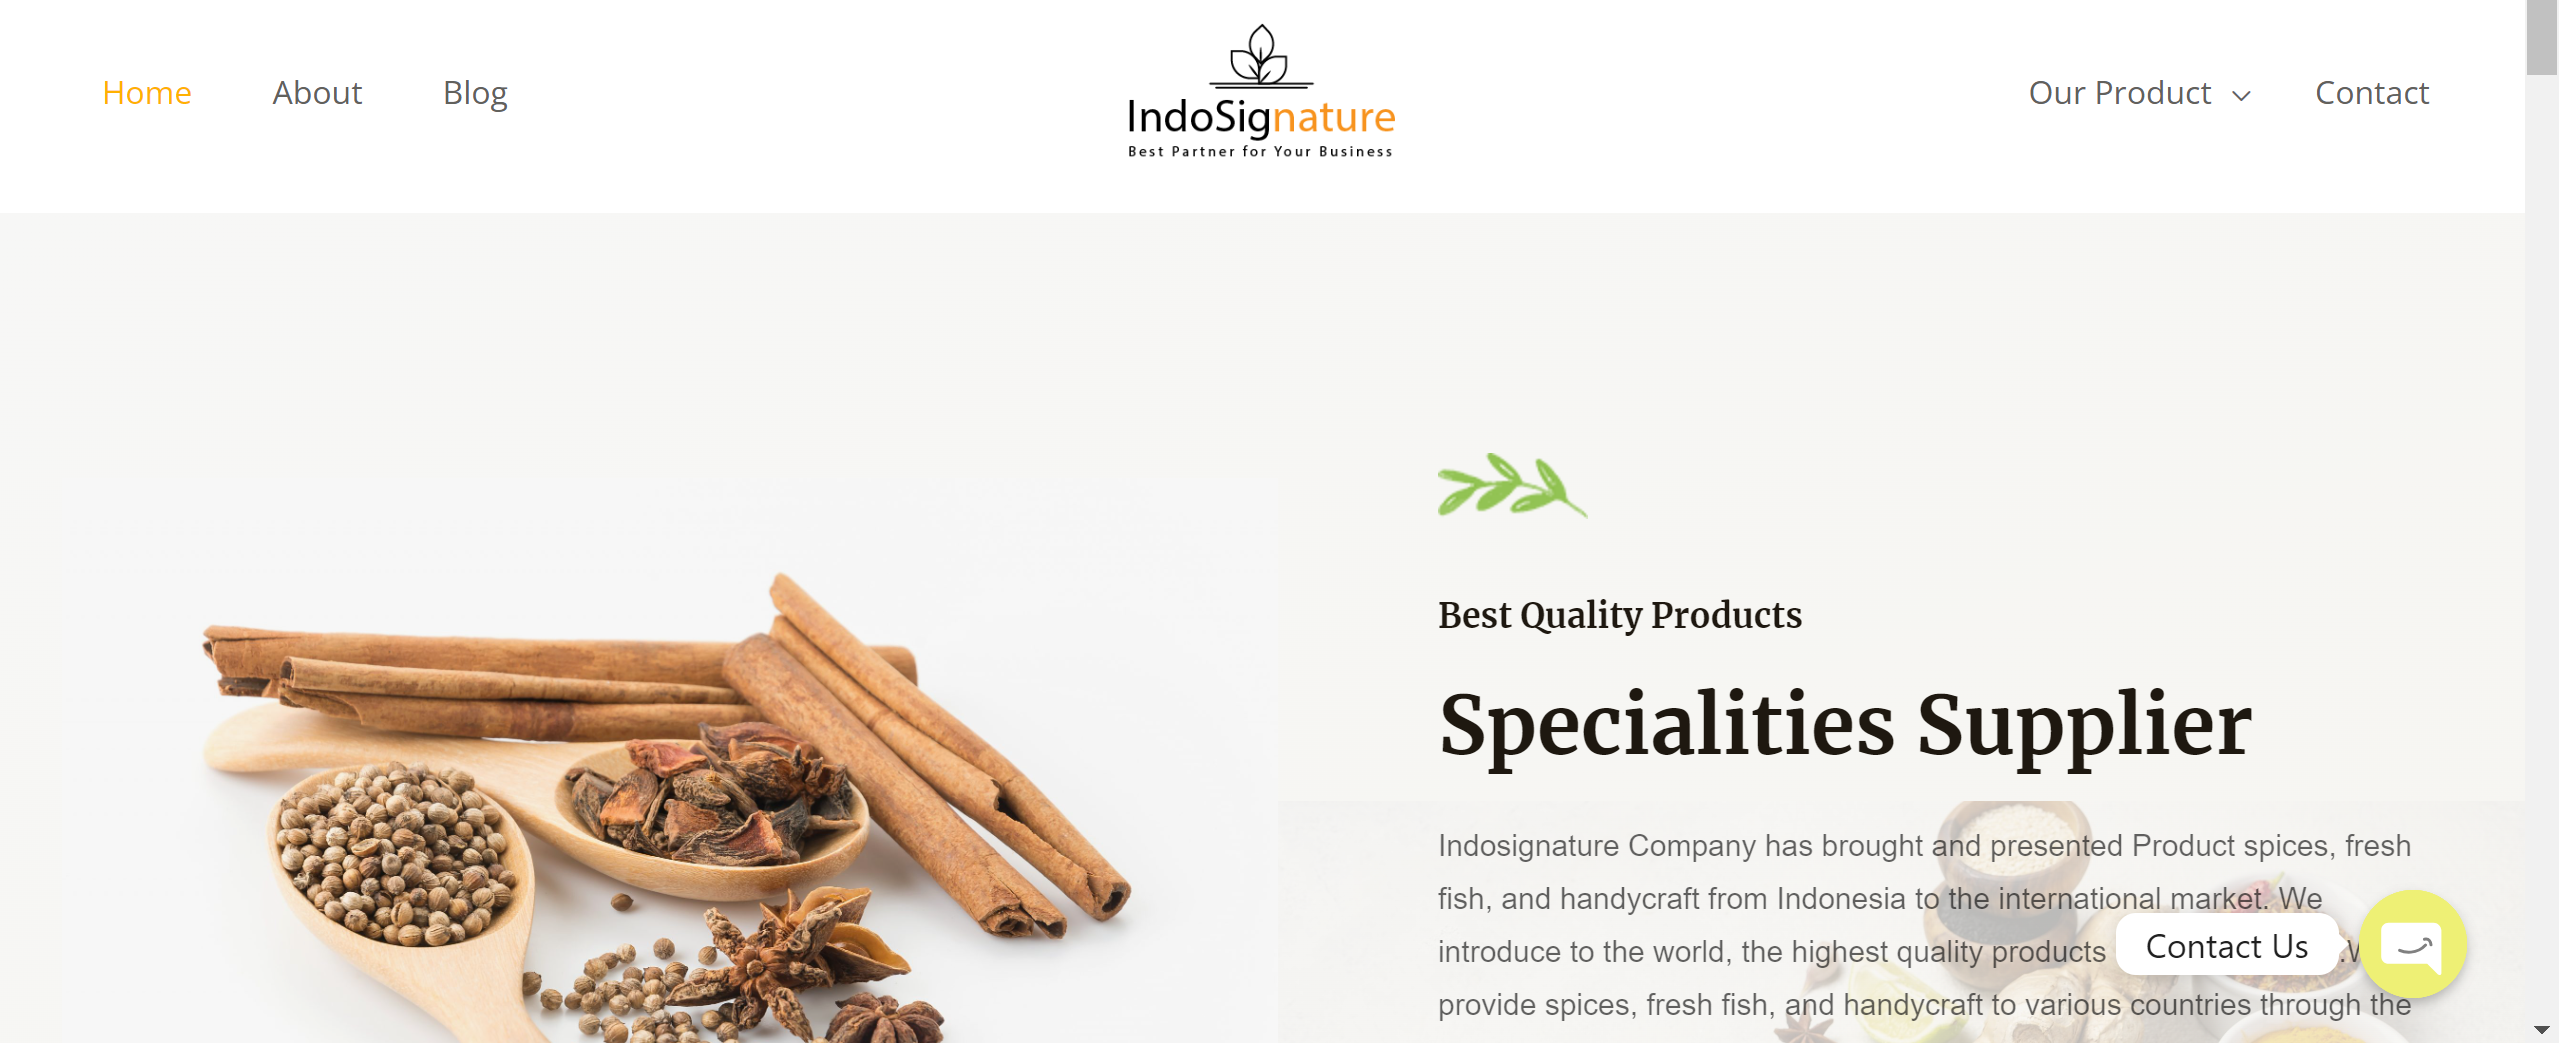 Home
About
Blog
IndoSignature
Best Partner for Your Business
Our Product
Contact
Best Quality Products
Specialities Supplier
Indosignature Company has brought and presented Product spices, fresh
fish, and handycraft from Indonesia to the international market. We
introduce to the world, the highest quality products
provide spices, fresh fish, and handycraft to various countries through the
Contact Us